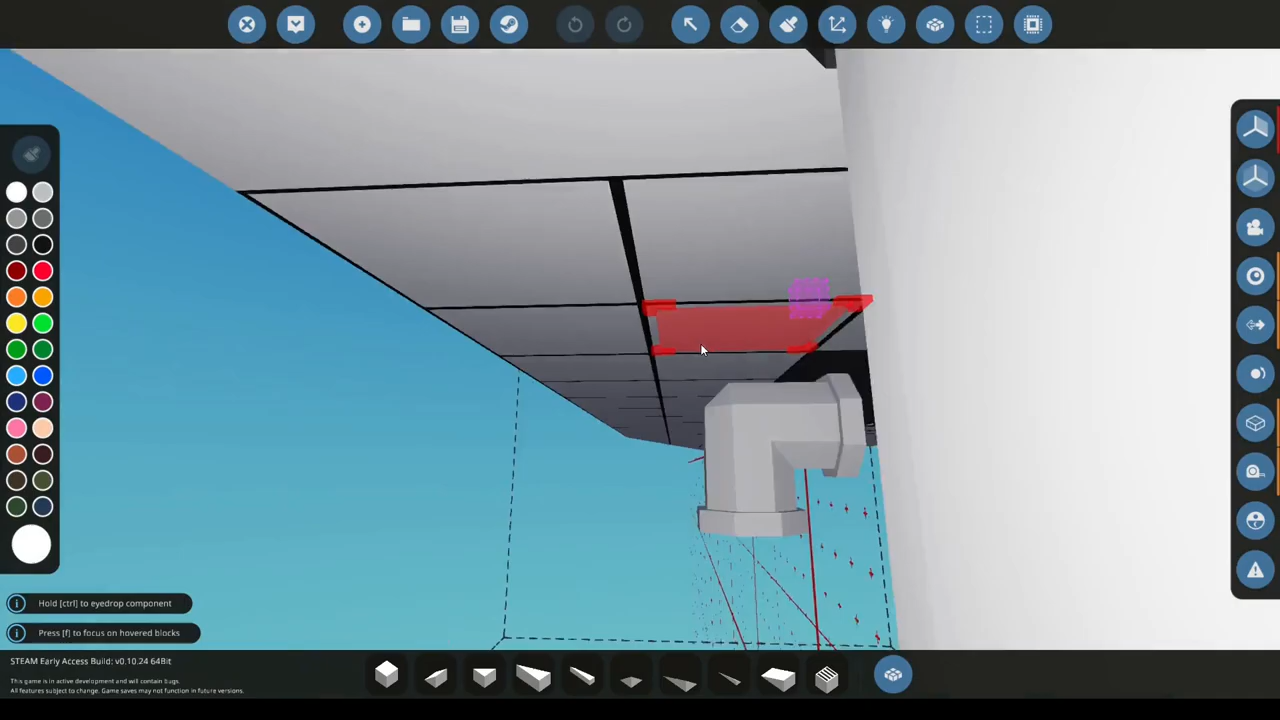 Hold [ctrl] to eyedrop component
Press [f] to focus on hovered blocks
STEAM Early Access Build: v0.10.24 64Bit
This game is in active development and will contain bugs.
All features subject to change. Game saves may not function in future versions.